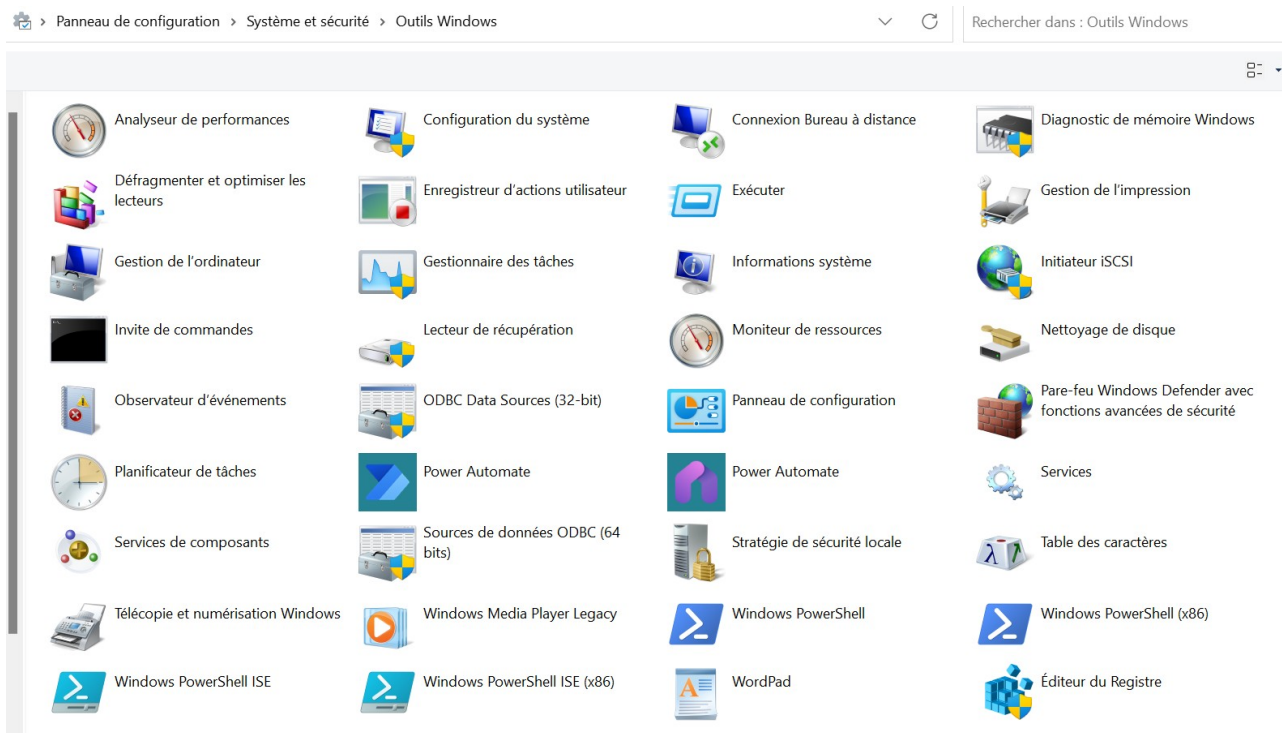 Panneau de configuration > Système et sécurité > Outils Windows
Rechercher dans : Outils Windows
Analyseur de performances
Configuration du système
Connexion Bureau à distance
Diagnostic de mémoire Windows
Défragmenter et optimiser les
lecteurs
Enregistreur d'actions utilisateur
Exécuter
Gestion de l'impression
Gestion de l'ordinateur
Gestionnaire des tâches
Informations système
Initiateur iSCSI
Invite de commandes
Lecteur de récupération
Moniteur de ressources
Nettoyage de disque
Observateur d'événements
ODBC Data Sources (32-bit)
Panneau de configuration
Pare-feu Windows Defender avec
fonctions avancées de sécurité
Planificateur de tâches
Power Automate
Power Automate
Services
Services de composants
Sources de données ODBC (64
bits)
Stratégie de sécurité locale
Table des caractères
Télécopie et numérisation Windows
Windows Media Player Legacy
Windows PowerShell
Windows PowerShell (x86)
Windows PowerShell ISE
Windows PowerShell ISE (x86)
WordPad
Éditeur du Registre